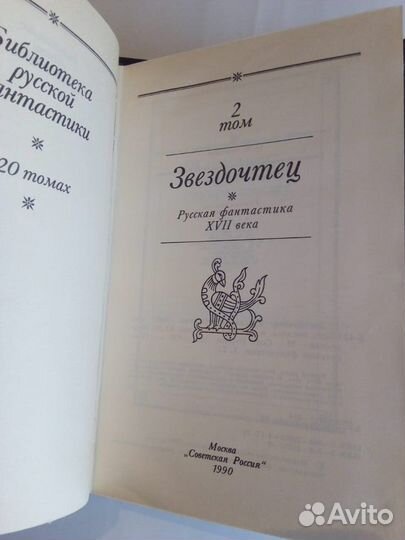 Библиотека
русской
фантастики
20 томах
2
том
Звездочтец
Русская фантастика
XVII века
Москва
„Советская Россия“
1990
Avito